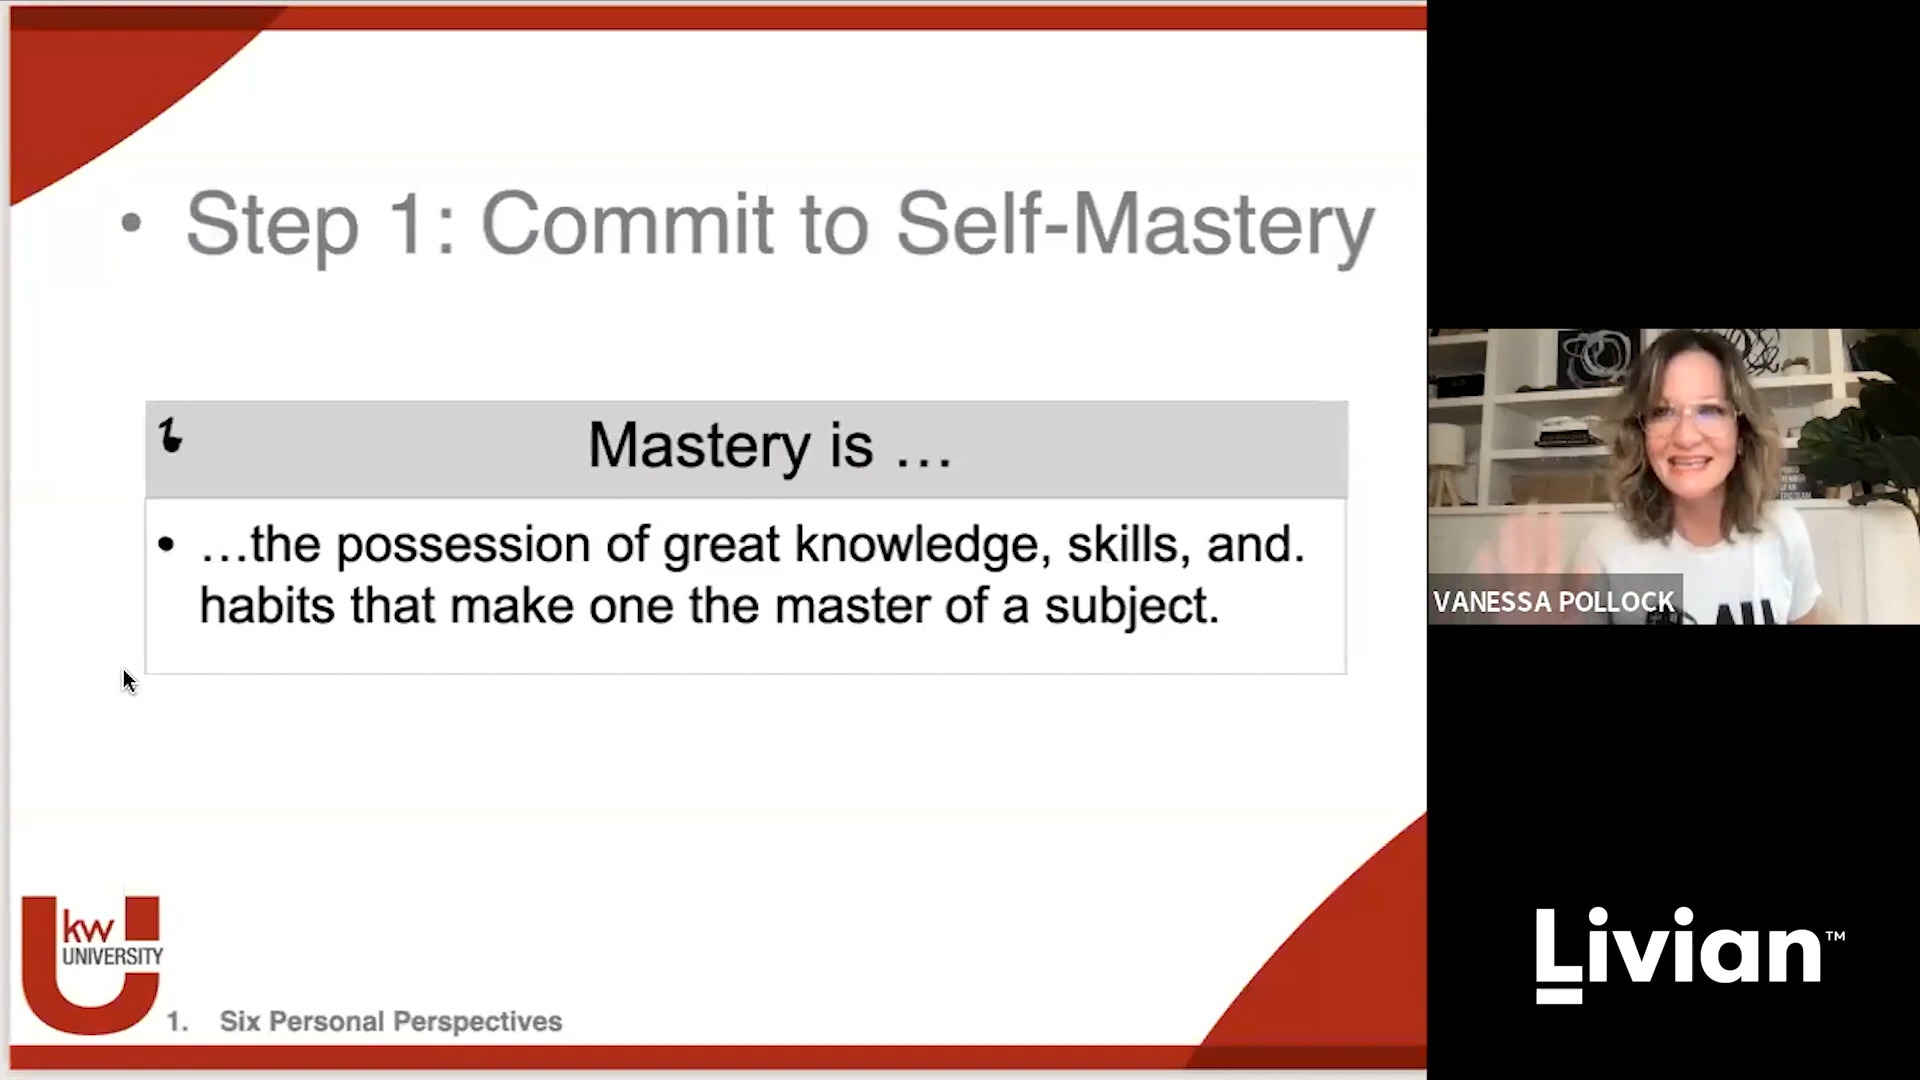 • Step 1: Commit to Self-Mastery
Mastery is …
• …the possession of great knowledge, skills, and.
habits that make one the master of a subject.
kw
UNIVERSITY
1. Six Personal Perspectives
VANESSA POLLOCK
Livian™